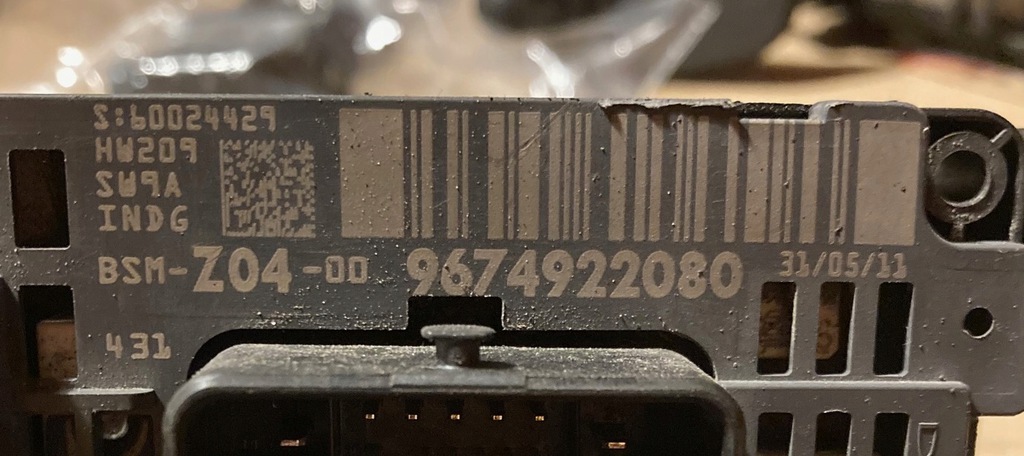 S:60024429
HW209
SW9A
INDG
BSM-Z04-00 9674922080 31/05/11
431